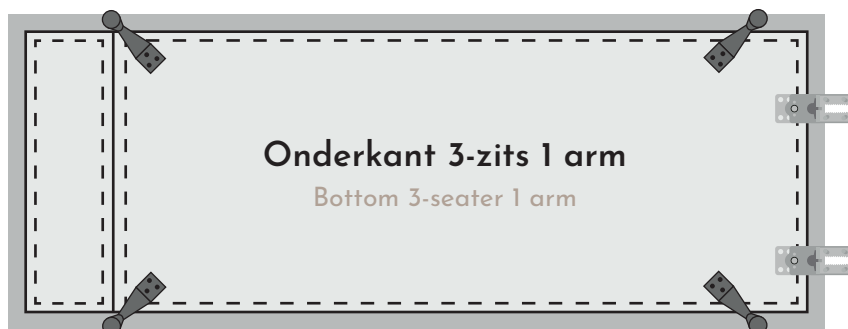 Onderkant 3-zits 1 arm
Bottom 3-seater 1 arm